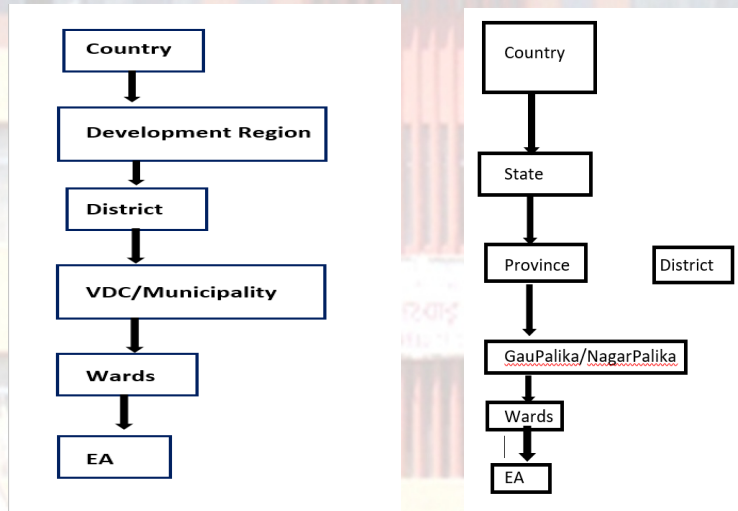 Country
Development Region
District
VDC/Municipality
Wards
EA
Country
State
Province
District
GauPalika/NagarPalika
Wards
EA